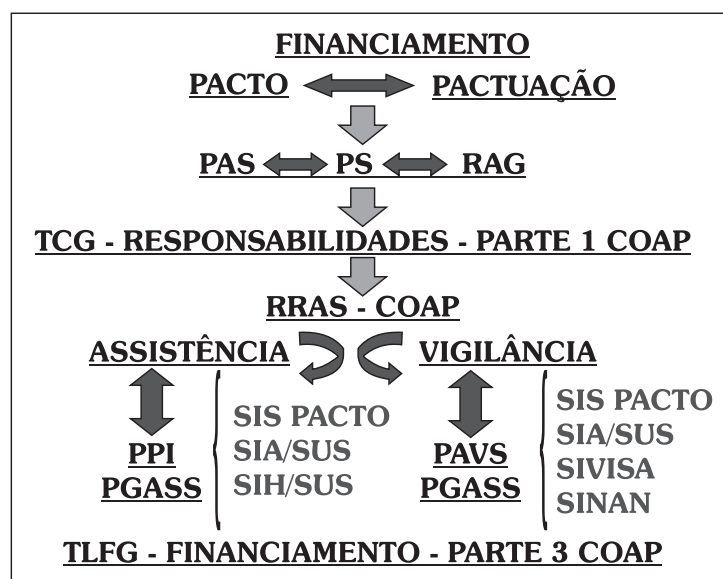 FINANCIAMENTO
PACTO PACTUAÇÃO
PAS PS RAG
TCG - RESPONSABILIDADES - PARTE 1 COAP
RRAS - COAP
ASSISTÊNCIA
PPI
PGASS
SIS PACTO
SIA/SUS
SIH/SUS
VIGILÂNCIA
PAVS
PGASS
SIS PACTO
SIA/SUS
SIVISA
SINAN
TLFG - FINANCIAMENTO - PARTE 3 COAP